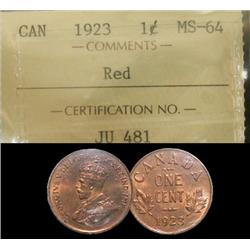 CAN 1923 1¢ MS-64
COMMENTS
Red
CERTIFICATION NO.
JU 481
CANADA
ONE
CENT
1923